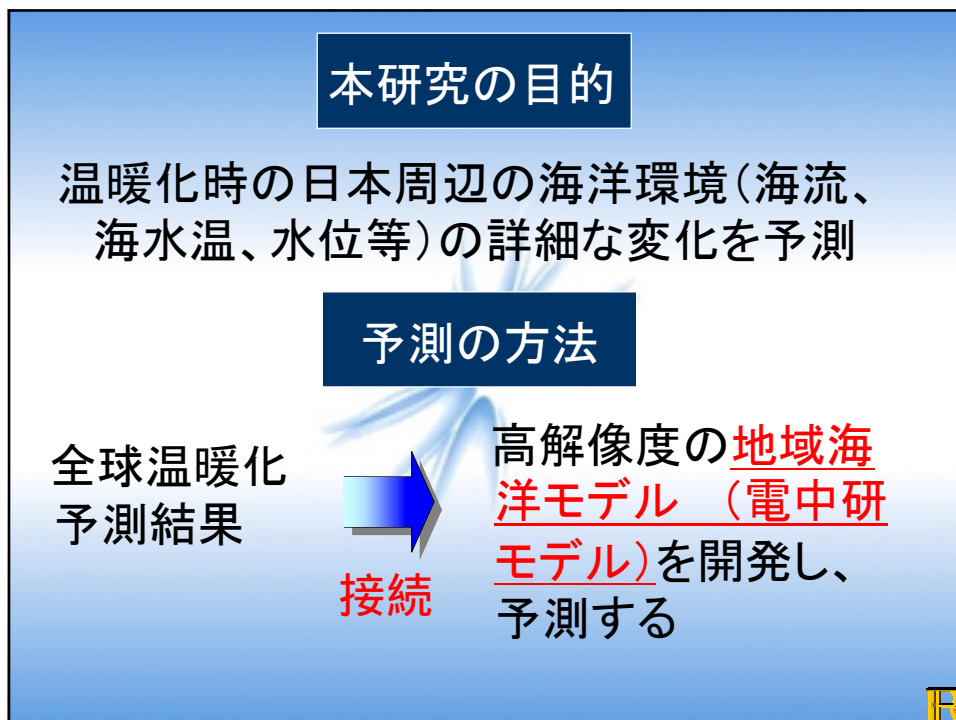 本研究の目的
温暖化時の日本周辺の海洋環境（海流、
海水温、水位等）の詳細な変化を予測
予測の方法
全球温暖化
予測結果
接続
高解像度の地域海
洋モデル　（電中研
モデル）を開発し、
予測する